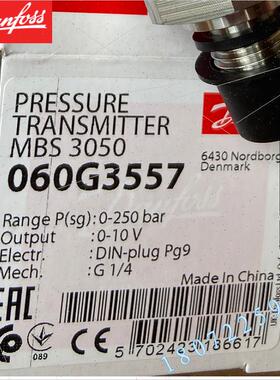 Danfoss
PRESSURE
TRANSMITTER
MBS 3050
6430 Nordborg
Denmark
060G3557
Range P(sg): 0-250 bar
Output : 0-10 V
Electr. : DIN-plug Pg9
Mech. : G 1/4
Made In China
EAC
089
5 702423 186617